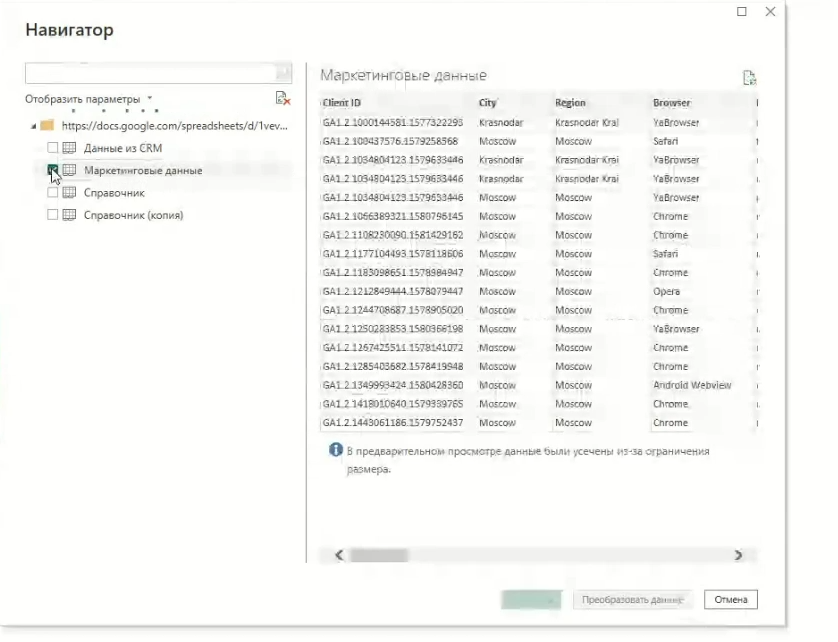 Навигатор
Отобразить параметры
https://docs.google.com/spreadsheets/d/1vev...
Данные из CRM
Маркетинговые данные
Справочник
Справочник (копия)
Маркетинговые данные
Client ID City Region Browser
GA1.2.1000144581.1577322293 Krasnodar Krasnodar Krai YaBrowser
GA1.2.103437576.1579258568 Moscow Moscow Safari
GA1.2.1034804123.1579633446 Krasnodar Krasnodar Krai YaBrowser
GA1.2.1034804123.1579633446 Krasnodar Krasnodar Krai YaBrowser
GA1.2.1034804123.1579633446 Moscow Moscow YaBrowser
GA1.2.1066389321.1580796145 Moscow Moscow Chrome
GA1.2.1108230090.1581429162 Moscow Moscow Chrome
GA1.2.1177104493.1578118606 Moscow Moscow Safari
GA1.2.1183098651.1578984947 Moscow Moscow Chrome
GA1.2.1212849444.1578079447 Moscow Moscow Opera
GA1.2.1244708687.1578905020 Moscow Moscow Chrome
GA1.2.1250283853.1580366198 Moscow Moscow YaBrowser
GA1.2.1267425511.1578141072 Moscow Moscow Chrome
GA1.2.1285403682.1578419948 Moscow Moscow Chrome
GA1.2.1349993424.1580428360 Moscow Moscow Android Webview
GA1.2.1418010640.1579939765 Moscow Moscow Chrome
GA1.2.1443061186.1579752437 Moscow Moscow Chrome
В предварительном просмотре данные были усечены из-за ограничения
размера.
Преобразовать данные Отмена